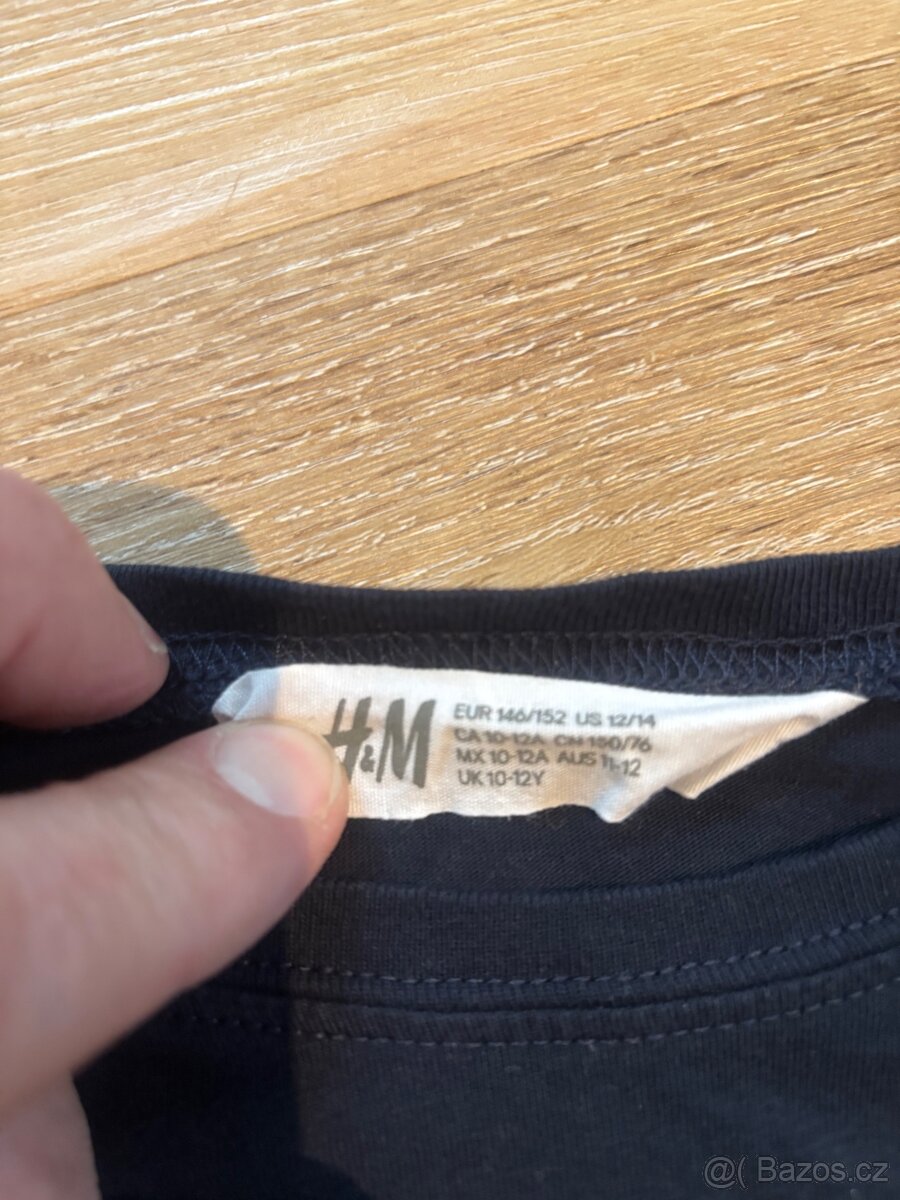 H&M
EUR 146/152 US 12/14
CA 10-12A CN 150/76
MX 10-12A AUS 11-12
UK 10-12Y
@( Bazos.cz